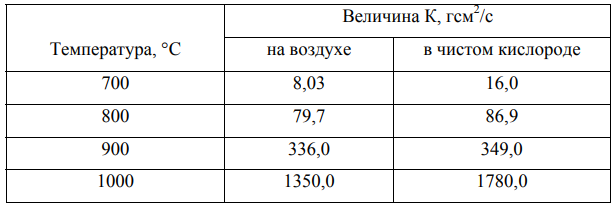 Величина К, гсм²/с
Температура, °С
на воздухе
в чистом кислороде
700 8,03 16,0
800 79,7 86,9
900 336,0 349,0
1000 1350,0 1780,0